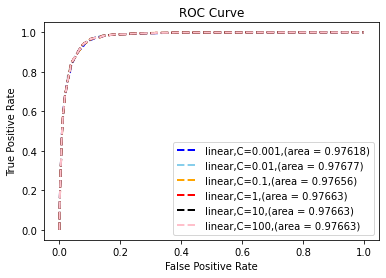 ROC Curve
True Positive Rate
1.0
0.8
0.6
0.4
0.2
0.0
linear,C=0.001,(area = 0.97618)
linear,C=0.01,(area = 0.97677)
linear,C=0.1,(area = 0.97656)
linear,C=1,(area = 0.97663)
linear,C=10,(area = 0.97663)
linear,C=100,(area = 0.97663)
0.0 0.2 0.4 0.6 0.8 1.0
False Positive Rate